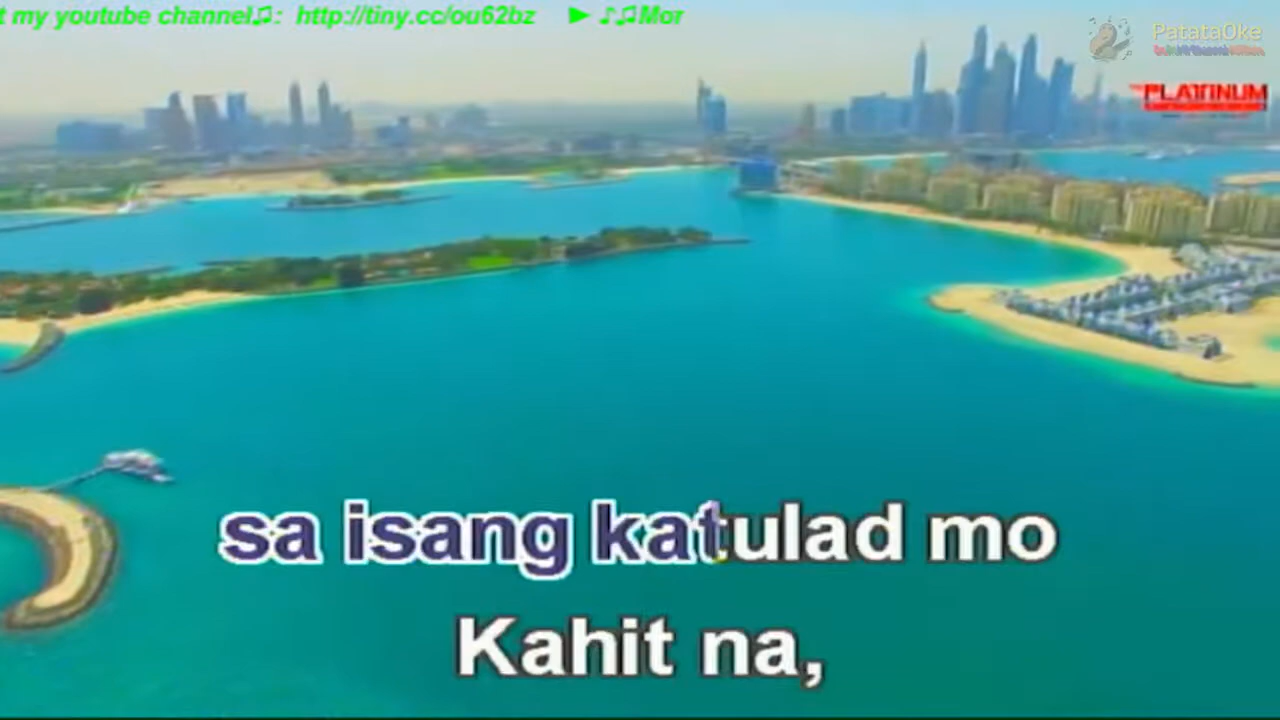 t my youtube channel♫: http://tiny.cc/ou62bz ► ♪♫Mor
PatataOke
PLATINUM
sa isang katulad mo
Kahit na,